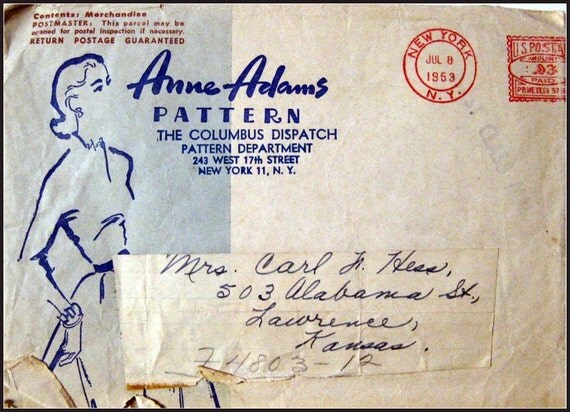 Contents: Merchandise
POSTMASTER: This parcel may be
opened for postal inspection if necessary.
RETURN POSTAGE GUARANTEED
Anne Adams
PATTERN
THE COLUMBUS DISPATCH
PATTERN DEPARTMENT
243 WEST 17th STREET
NEW YORK 11, N. Y.
NEW YORK
JUL 8
1953
N.Y.
U.S. POSTAGE
.03
PAID
Mrs. Carl F. Hess,
503 Alabama St.,
Lawrence,
Kansas.
F4803-12